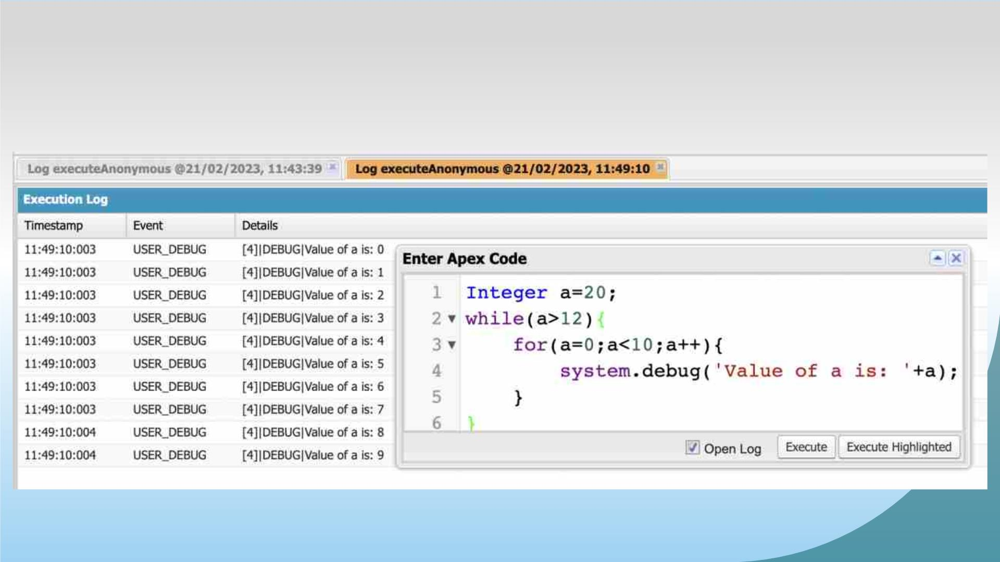 Log executeAnonymous @21/02/2023, 11:43:39 Log executeAnonymous @21/02/2023, 11:49:10
Execution Log
Timestamp Event Details
11:49:10:003 USER_DEBUG [4]|DEBUG|Value of a is: 0
11:49:10:003 USER_DEBUG [4]|DEBUG|Value of a is: 1
11:49:10:003 USER_DEBUG [4]|DEBUG|Value of a is: 2
11:49:10:003 USER_DEBUG [4]|DEBUG|Value of a is: 3
11:49:10:003 USER_DEBUG [4]|DEBUG|Value of a is: 4
11:49:10:003 USER_DEBUG [4]|DEBUG|Value of a is: 5
11:49:10:003 USER_DEBUG [4]|DEBUG|Value of a is: 6
11:49:10:003 USER_DEBUG [4]|DEBUG|Value of a is: 7
11:49:10:004 USER_DEBUG [4]|DEBUG|Value of a is: 8
11:49:10:004 USER_DEBUG [4]|DEBUG|Value of a is: 9
Enter Apex Code
1 Integer a=20;
2 while(a>12){
3 for(a=0;a<10;a++){
4 system.debug('Value of a is: '+a);
5 }
6 }
Open Log Execute Execute Highlighted